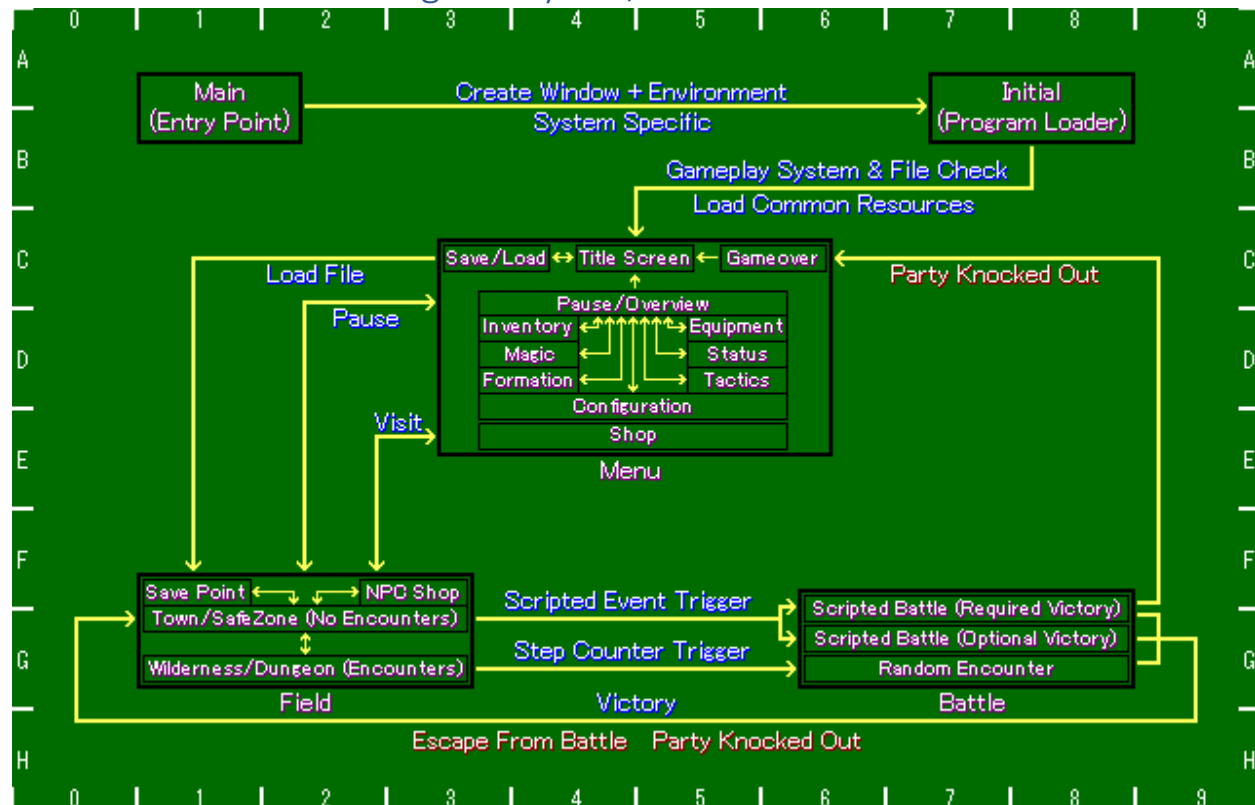 0 1 2 3 4 5 6 7 8 9
A A
Main
(Entry Point)
Create Window + Environment
System Specific
Initial
(Program Loader)
B B
Gameplay System & File Check
Load Common Resources
C C
Save/Load Title Screen Gameover
Load File
Party Knocked Out
Pause
Pause/Overview
Inventory Equipment
D D
Magic Status
Formation Tactics
Configuration
Visit
Shop
E E
Menu
F F
Save Point NPC Shop
Town/SafeZone (No Encounters)
Scripted Event Trigger
Scripted Battle (Required Victory)
Scripted Battle (Optional Victory)
G G
Wilderness/Dungeon (Encounters)
Step Counter Trigger
Random Encounter
Field
Victory
Battle
Escape From Battle Party Knocked Out
H H
0 1 2 3 4 5 6 7 8 9